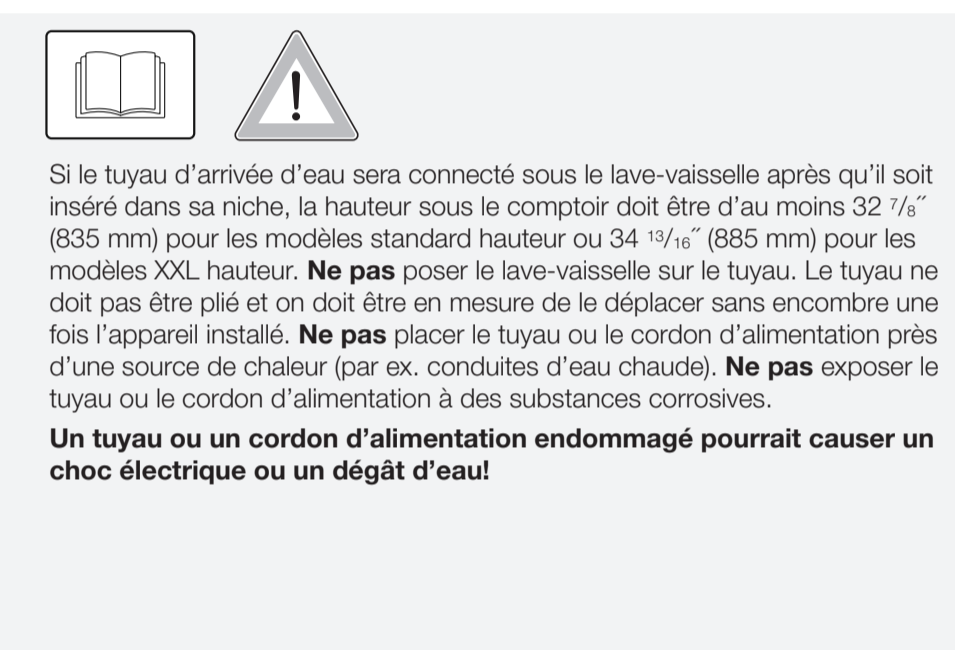 Si le tuyau d’arrivée d’eau sera connecté sous le lave-vaisselle après qu’il soit
inséré dans sa niche, la hauteur sous le comptoir doit être d’au moins 32 7/8˝
(835 mm) pour les modèles standard hauteur ou 34 13/16˝ (885 mm) pour les
modèles XXL hauteur. Ne pas poser le lave-vaisselle sur le tuyau. Le tuyau ne
doit pas être plié et on doit être en mesure de le déplacer sans encombre une
fois l’appareil installé. Ne pas placer le tuyau ou le cordon d’alimentation près
d’une source de chaleur (par ex. conduites d’eau chaude). Ne pas exposer le
tuyau ou le cordon d’alimentation à des substances corrosives.
Un tuyau ou un cordon d’alimentation endommagé pourrait causer un
choc électrique ou un dégât d’eau!